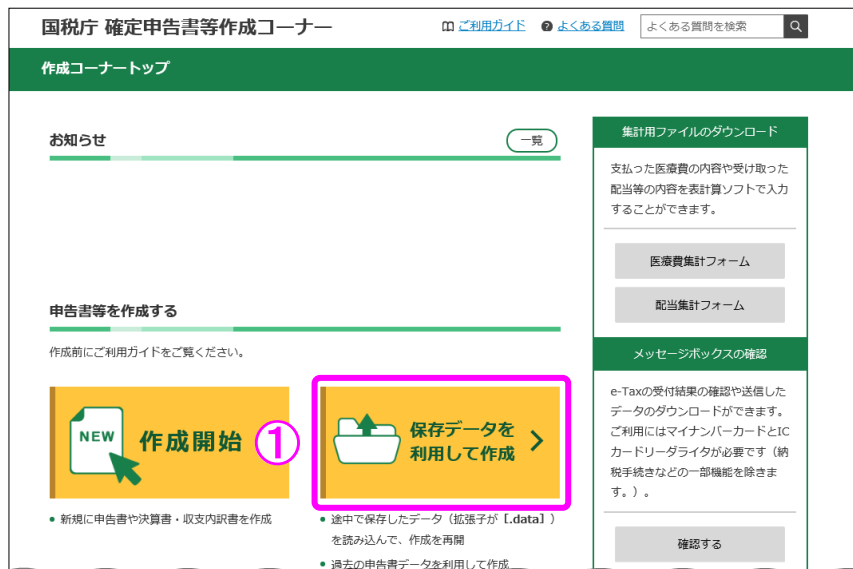 国税庁 確定申告書等作成コーナー
ご利用ガイド
よくある質問
よくある質問を検索
作成コーナートップ
お知らせ
一覧
申告書等を作成する
作成前にご利用ガイドをご覧ください。
NEW
作成開始
①
保存データを
利用して作成
• 新規に申告書や決算書・収支内訳書を作成
• 途中で保存したデータ（拡張子が【.data】）
を読み込んで、作成を再開
• 過去の申告書データを利用して作成
集計用ファイルのダウンロード
支払った医療費の内容や受け取った
配当等の内容を表計算ソフトで入力
することができます。
医療費集計フォーム
配当集計フォーム
メッセージボックスの確認
e-Taxの受付結果の確認や送信した
データのダウンロードができます。
ご利用にはマイナンバーカードとIC
カードリーダライタが必要です（納
税手続きなどの一部機能を除きま
す。）。
確認する